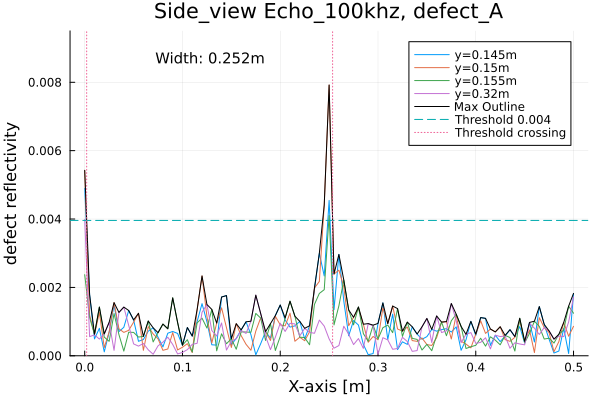 Side_view Echo_100khz, defect_A
Width: 0.252m
y=0.145m
y=0.15m
y=0.155m
y=0.32m
Max Outline
Threshold 0.004
Threshold crossing
defect reflectivity
0.008
0.006
0.004
0.002
0.000
0.0 0.1 0.2 0.3 0.4 0.5
X-axis [m]